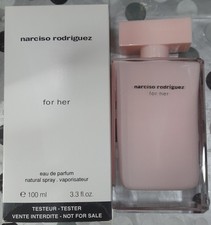 narciso rodriguez
for her
eau de parfum
natural spray . vaporisateur
e 100 ml 3.3 fl.oz.
TESTEUR - TESTER
VENTE INTERDITE - NOT FOR SALE
narciso rodriguez
for her